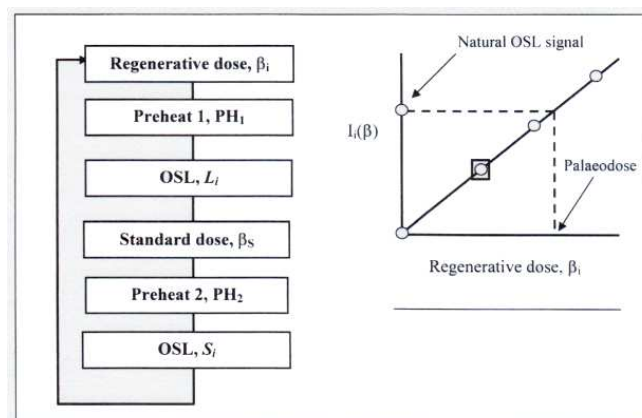 Regenerative dose, βi
Preheat 1, PH1
OSL, Li
Standard dose, βS
Preheat 2, PH2
OSL, Si
Natural OSL signal
Ii(β)
Palaeodose
Regenerative dose, βi